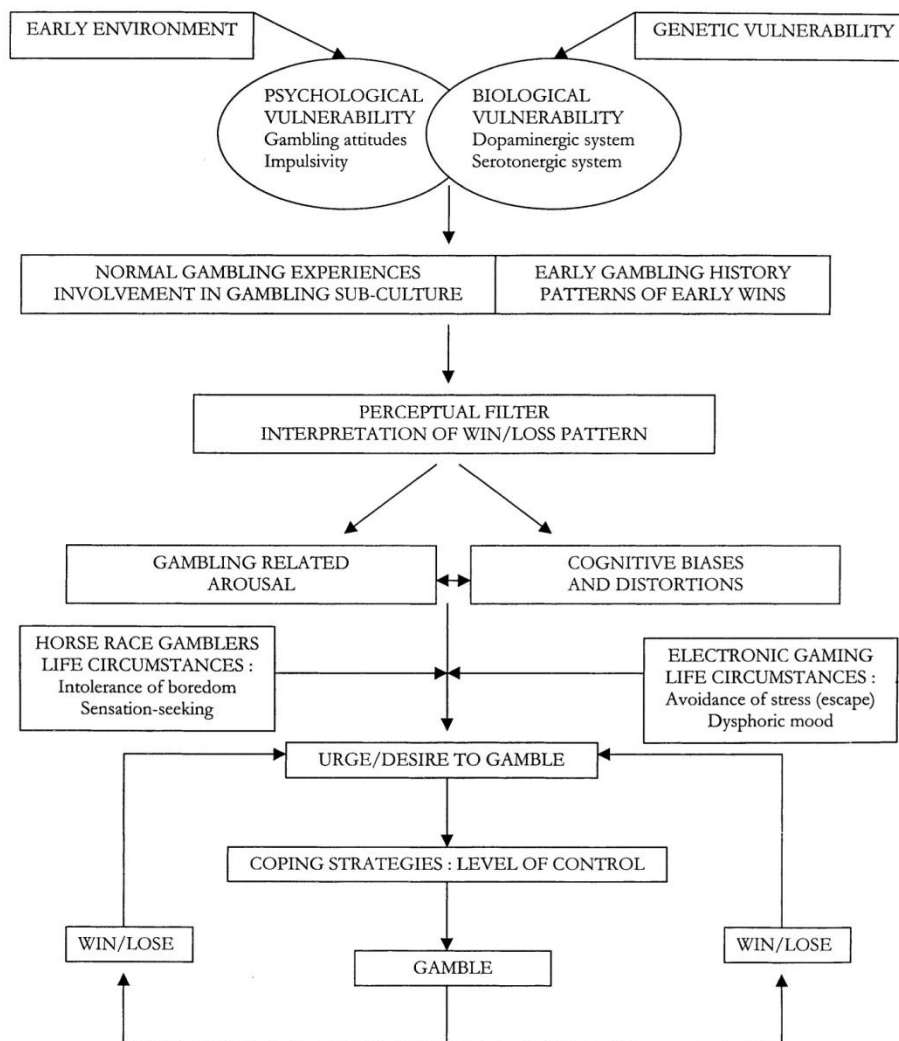 EARLY ENVIRONMENT
GENETIC VULNERABILITY
PSYCHOLOGICAL
VULNERABILITY
Gambling attitudes
Impulsivity
BIOLOGICAL
VULNERABILITY
Dopaminergic system
Serotonergic system
NORMAL GAMBLING EXPERIENCES
INVOLVEMENT IN GAMBLING SUB-CULTURE
EARLY GAMBLING HISTORY
PATTERNS OF EARLY WINS
PERCEPTUAL FILTER
INTERPRETATION OF WIN/LOSS PATTERN
GAMBLING RELATED
AROUSAL
COGNITIVE BIASES
AND DISTORTIONS
HORSE RACE GAMBLERS
LIFE CIRCUMSTANCES :
Intolerance of boredom
Sensation-seeking
ELECTRONIC GAMING
LIFE CIRCUMSTANCES :
Avoidance of stress (escape)
Dysphoric mood
URGE/DESIRE TO GAMBLE
COPING STRATEGIES : LEVEL OF CONTROL
WIN/LOSE
GAMBLE
WIN/LOSE